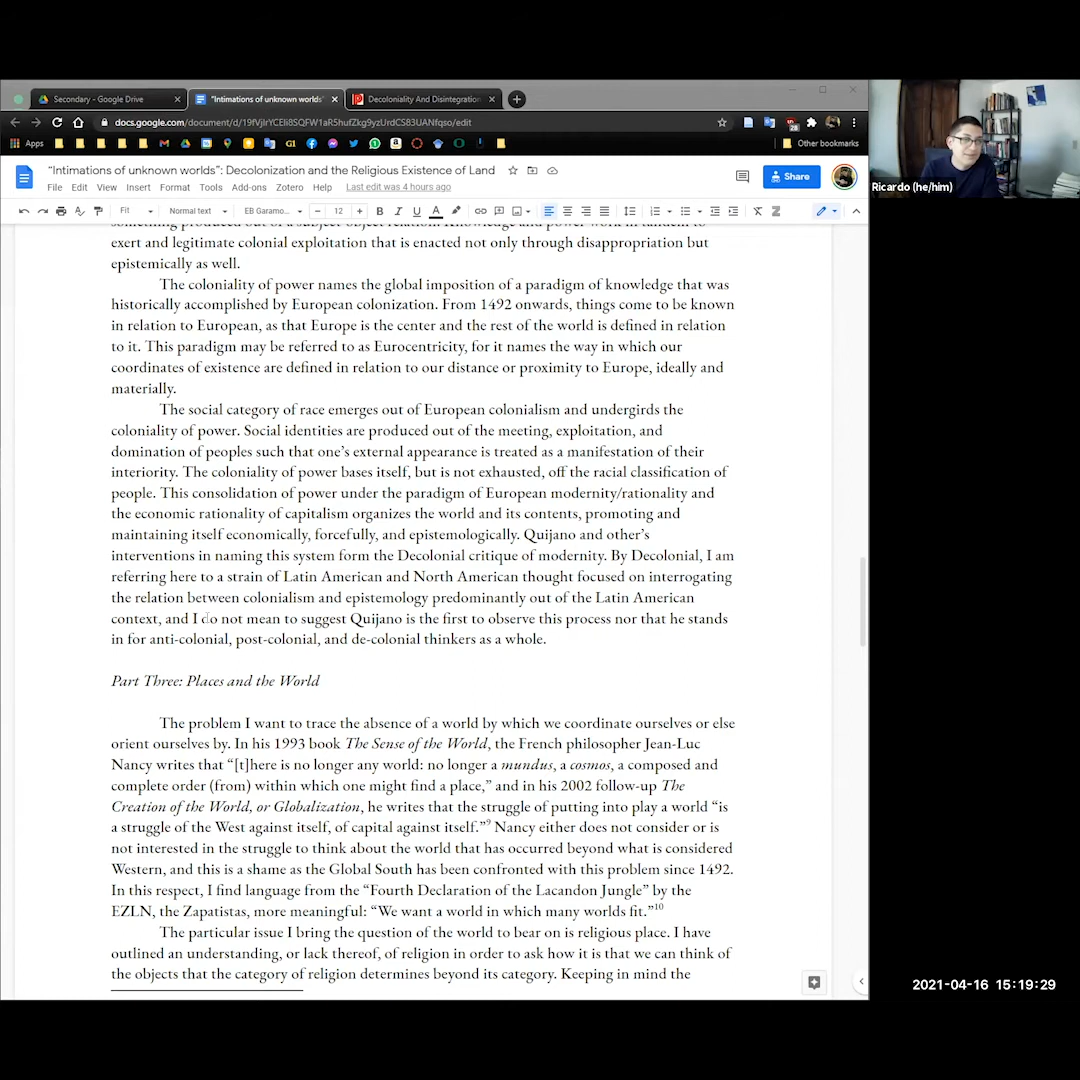 Secondary - Google Drive
"Intimations of unknown worlds"
Decoloniality And Disintegration
docs.google.com/document/d/
/edit
Apps
Other bookmarks
"Intimations of unknown worlds": Decolonization and the Religious Existence of Land
File Edit View Insert Format Tools Add-ons Zotero Help Last edit was 4 hours ago
Share
Fit Normal text EB Garamo... 12
something produced out of a subject-object relation. Knowledge and power work in tandem to
exert and legitimate colonial exploitation that is enacted not only through disappropriation but
epistemically as well.
The coloniality of power names the global imposition of a paradigm of knowledge that was
historically accomplished by European colonization. From 1492 onwards, things come to be known
in relation to European, as that Europe is the center and the rest of the world is defined in relation
to it. This paradigm may be referred to as Eurocentricity, for it names the way in which our
coordinates of existence are defined in relation to our distance or proximity to Europe, ideally and
materially.
The social category of race emerges out of European colonialism and undergirds the
coloniality of power. Social identities are produced out of the meeting, exploitation, and
domination of peoples such that one's external appearance is treated as a manifestation of their
interiority. The coloniality of power bases itself, but is not exhausted, off the racial classification of
people. This consolidation of power under the paradigm of European modernity/rationality and
the economic rationality of capitalism organizes the world and its contents, promoting and
maintaining itself economically, forcefully, and epistemologically. Quijano and other's
interventions in naming this system form the Decolonial critique of modernity. By Decolonial, I am
referring here to a strain of Latin American and North American thought focused on interrogating
the relation between colonialism and epistemology predominantly out of the Latin American
context, and I do not mean to suggest Quijano is the first to observe this process nor that he stands
in for anti-colonial, post-colonial, and de-colonial thinkers as a whole.
Part Three: Places and the World
The problem I want to trace the absence of a world by which we coordinate ourselves or else
orient ourselves by. In his 1993 book The Sense of the World, the French philosopher Jean-Luc
Nancy writes that "[t]here is no longer any world: no longer a mundus, a cosmos, a composed and
complete order (from) within which one might find a place," and in his 2002 follow-up The
Creation of the World, or Globalization, he writes that the struggle of putting into play a world "is
a struggle of the West against itself, of capital against itself."9 Nancy either does not consider or is
not interested in the struggle to think about the world that has occurred beyond what is considered
Western, and this is a shame as the Global South has been confronted with this problem since 1492.
In this respect, I find language from the "Fourth Declaration of the Lacandon Jungle" by the
EZLN, the Zapatistas, more meaningful: "We want a world in which many worlds fit."10
The particular issue I bring the question of the world to bear on is religious place. I have
outlined an understanding, or lack thereof, of religion in order to ask how it is that we can think of
the objects that the category of religion determines beyond its category. Keeping in mind the
Ricardo (he/him)
2021-04-16 15:19:29